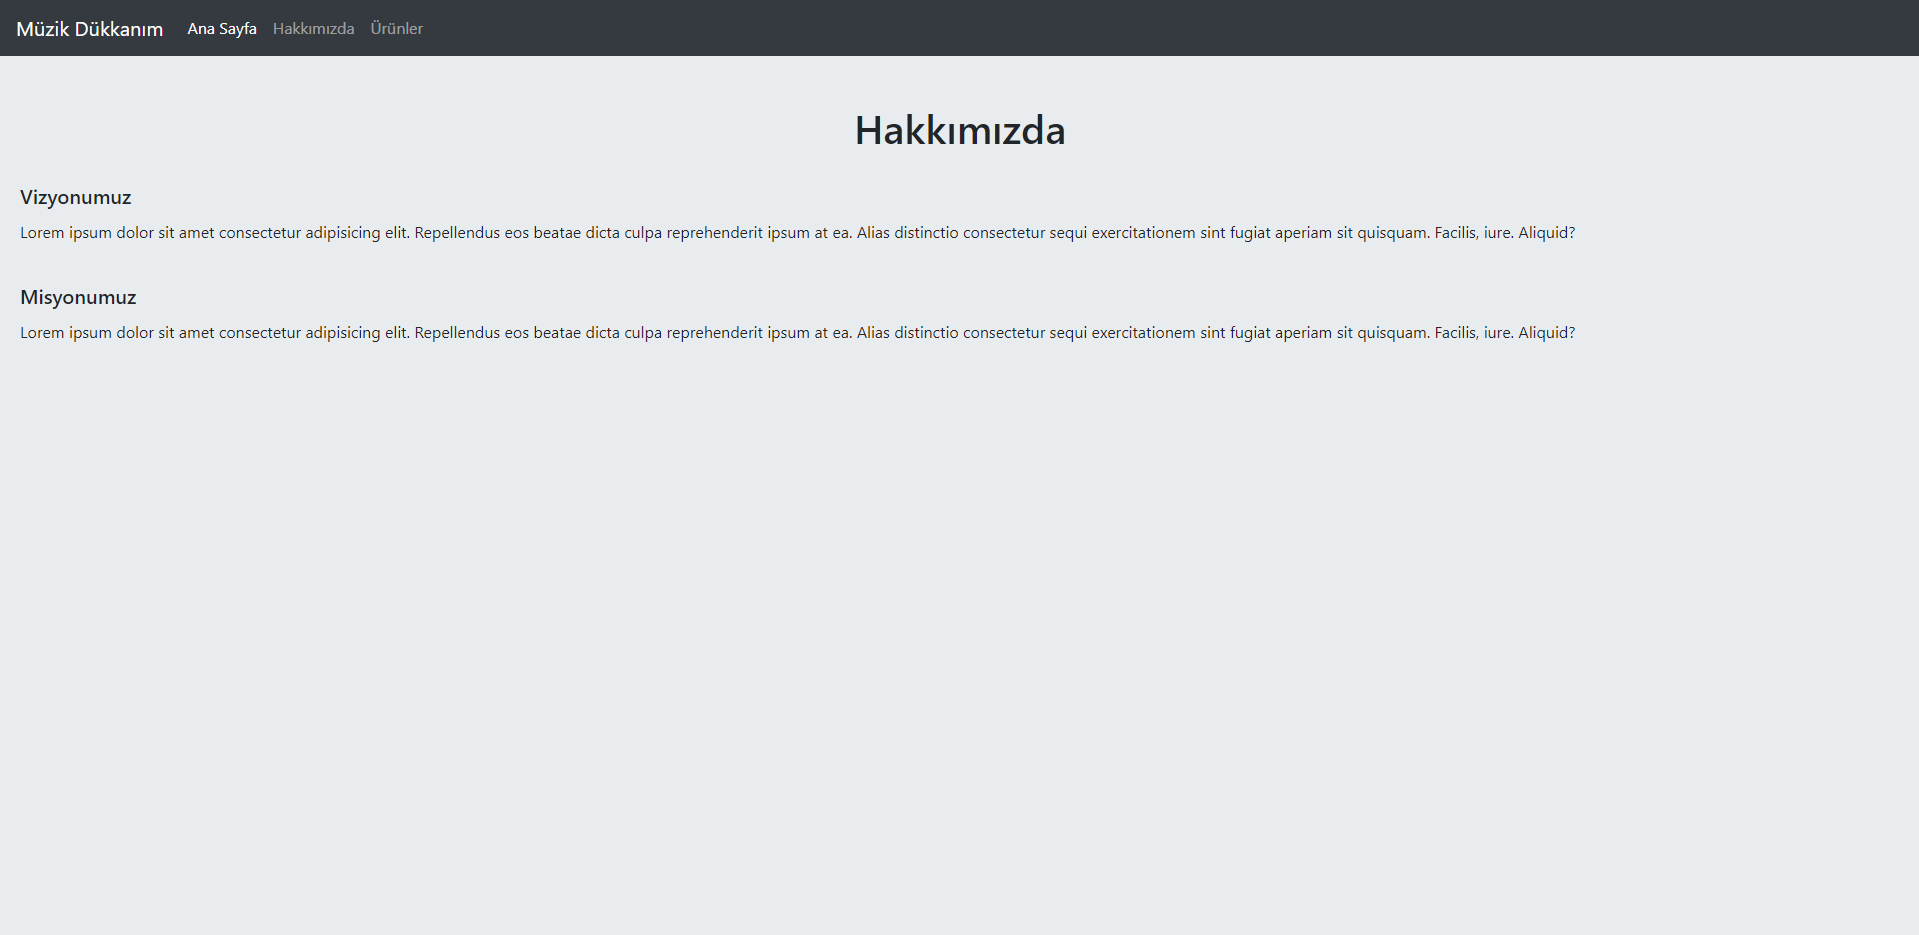 Müzik Dükkanım Ana Sayfa Hakkımızda Ürünler
Hakkımızda
Vizyonumuz
Lorem ipsum dolor sit amet consectetur adipisicing elit. Repellendus eos beatae dicta culpa reprehenderit ipsum at ea. Alias distinctio consectetur sequi exercitationem sint fugiat aperiam sit quisquam. Facilis, iure. Aliquid?
Misyonumuz
Lorem ipsum dolor sit amet consectetur adipisicing elit. Repellendus eos beatae dicta culpa reprehenderit ipsum at ea. Alias distinctio consectetur sequi exercitationem sint fugiat aperiam sit quisquam. Facilis, iure. Aliquid?